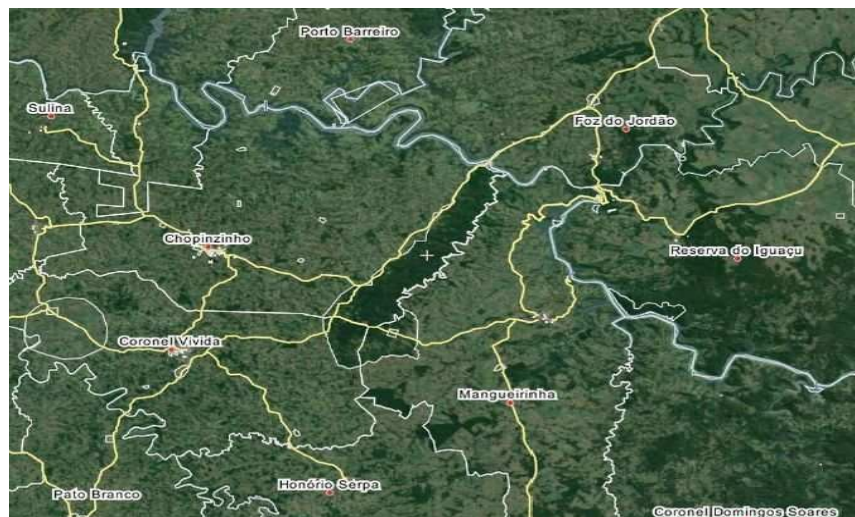 Porto Barreiro
Sulina
Foz do Jordão
Chopinzinho
Reserva do Iguaçu
Coronel Vivida
Mangueirinha
Honório Serpa
Pato Branco
Coronel Domingos Soares